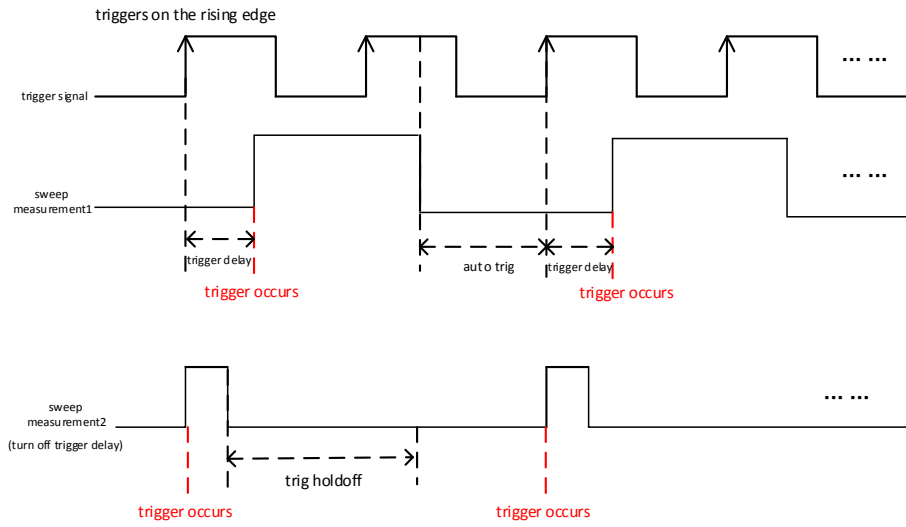 triggers on the rising edge
... ...
trigger signal
... ...
sweep
measurement1
trigger delay
auto trig
trigger delay
trigger occurs
trigger occurs
... ...
sweep
measurement2
(turn off trigger delay)
trig holdoff
trigger occurs
trigger occurs